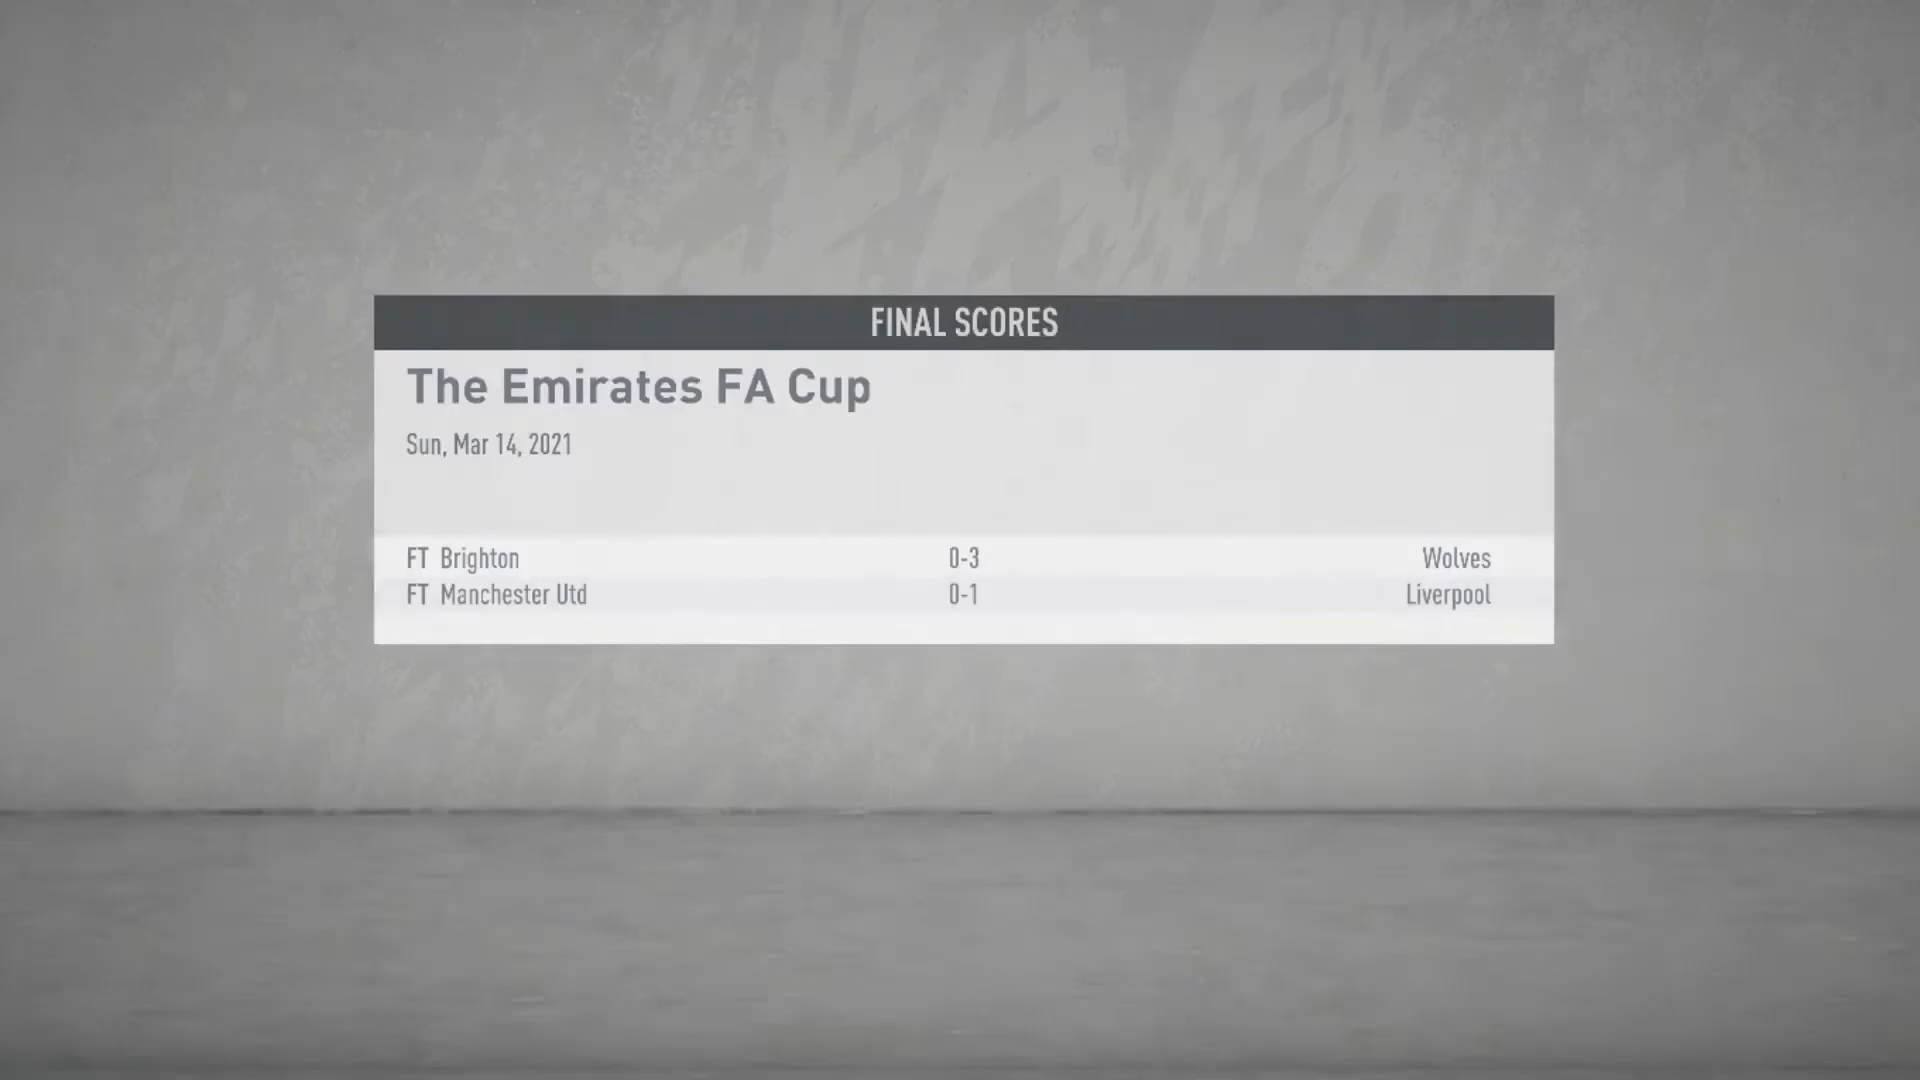 FINAL SCORES
The Emirates FA Cup
Sun, Mar 14, 2021
FT Brighton 0-3 Wolves
FT Manchester Utd 0-1 Liverpool